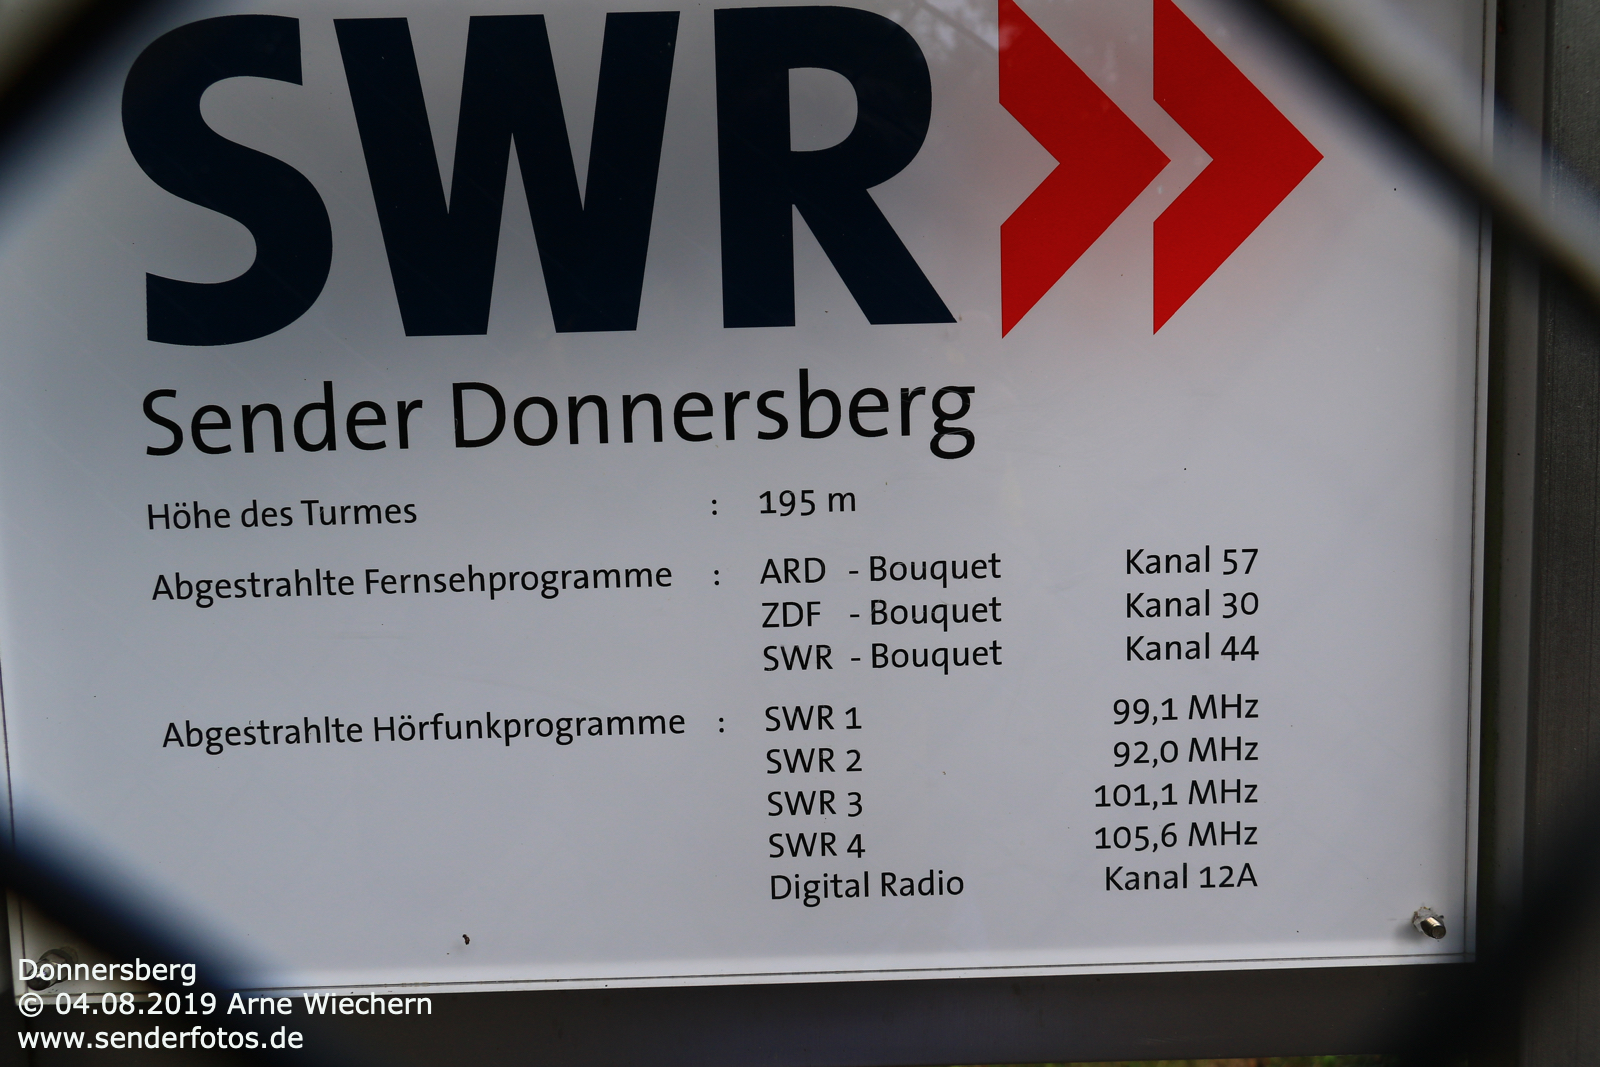 SWR
Sender Donnersberg
Höhe des Turmes : 195 m
Abgestrahlte Fernsehprogramme : ARD - Bouquet Kanal 57
ZDF - Bouquet Kanal 30
SWR - Bouquet Kanal 44
Abgestrahlte Hörfunkprogramme : SWR 1 99,1 MHz
SWR 2 92,0 MHz
SWR 3 101,1 MHz
SWR 4 105,6 MHz
Digital Radio Kanal 12A
Donnersberg
© 04.08.2019 Arne Wiechern
www.senderfotos.de